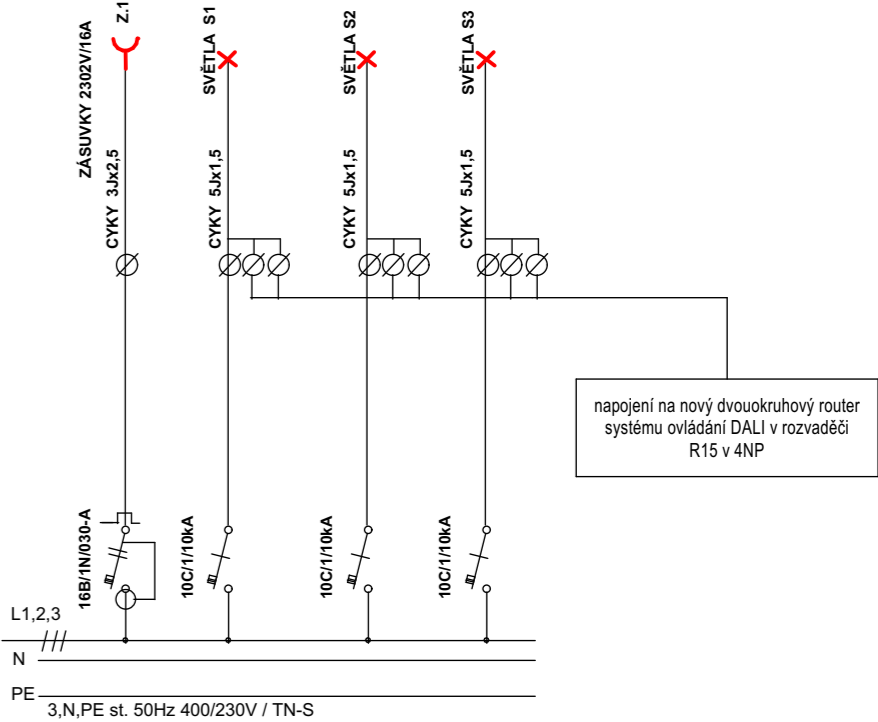 ZÁSUVKY 2302V/16A
Z.1
CYKY 3Jx2,5
SVĚTLA S1
CYKY 5Jx1,5
SVĚTLA S2
CYKY 5Jx1,5
SVĚTLA S3
CYKY 5Jx1,5
napojení na nový dvouokruhový router
systému ovládání DALI v rozvaděči
R15 v 4NP
16B/1N/030-A
10C/1/10kA
10C/1/10kA
10C/1/10kA
L1,2,3
N
PE
3,N,PE st. 50Hz 400/230V / TN-S